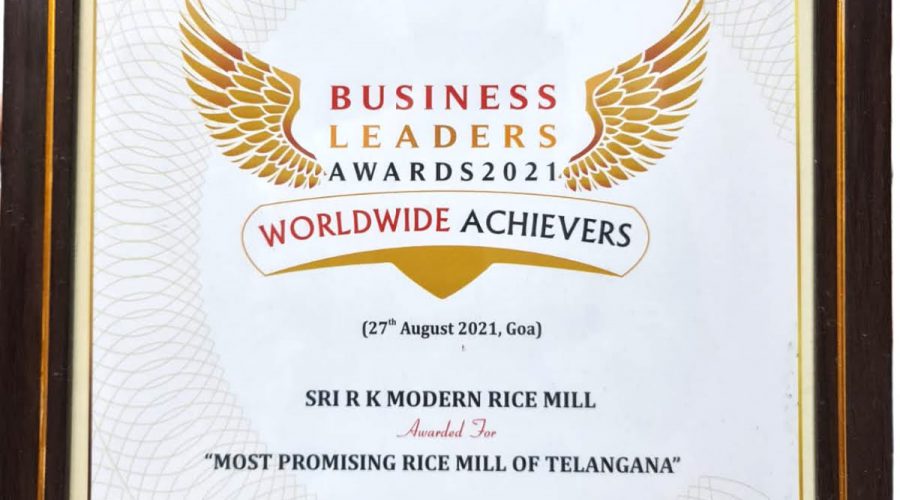 BUSINESS
LEADERS
AWARDS2021
WORLDWIDE ACHIEVERS
(27th August 2021, Goa)
SRI R K MODERN RICE MILL
Awarded For
“MOST PROMISING RICE MILL OF TELANGANA”